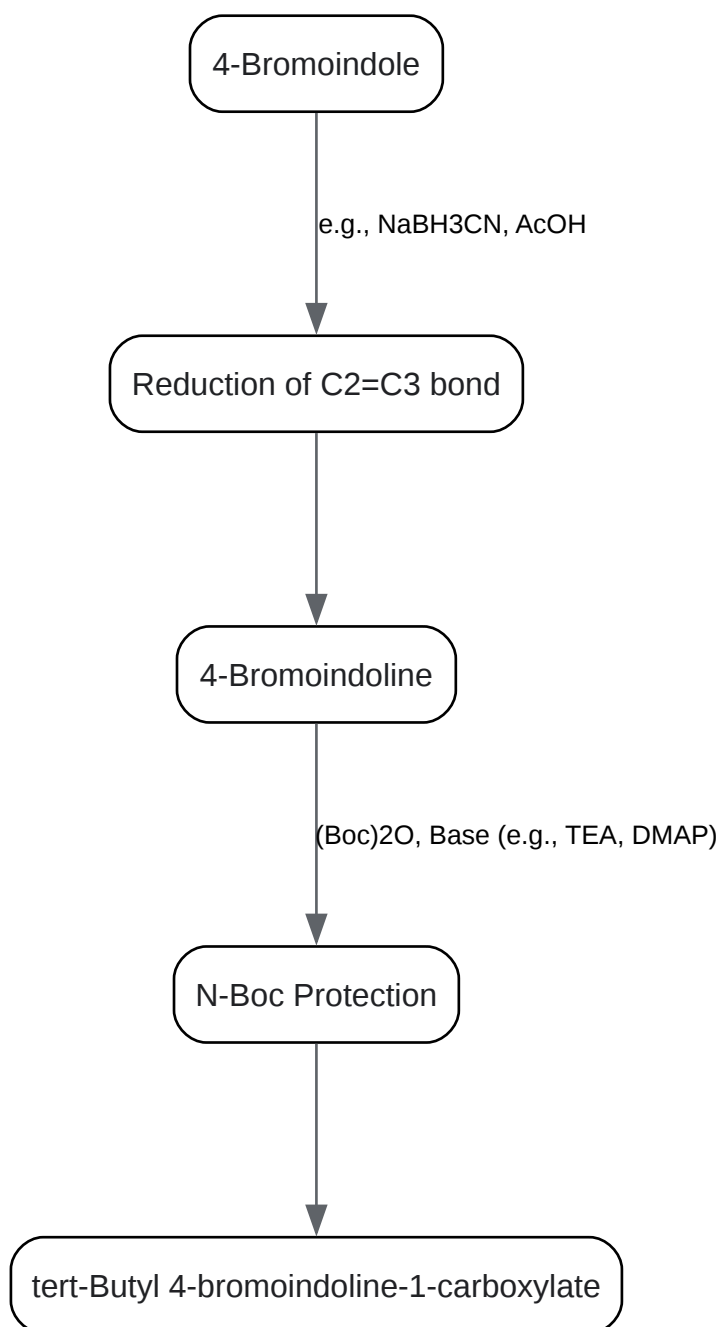 4-Bromoindole
e.g., NaBH3CN, AcOH
Reduction of C2=C3 bond
4-Bromoindoline
(Boc)2O, Base (e.g., TEA, DMAP)
N-Boc Protection
tert-Butyl 4-bromoindoline-1-carboxylate